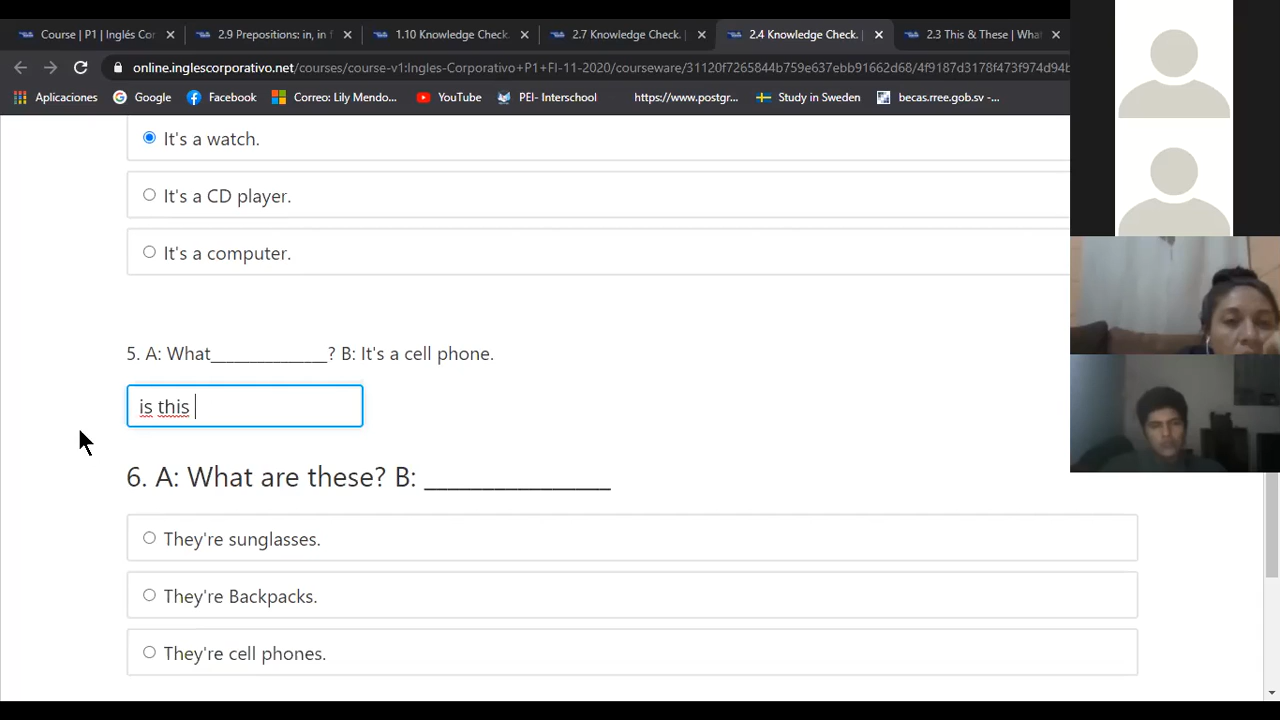 Course | P1 | Inglés Cor
2.9 Prepositions: in, in f
1.10 Knowledge Check.
2.7 Knowledge Check. |
2.4 Knowledge Check. |
2.3 This & These | Wha
online.inglescorporativo.net/courses/course-v1:Ingles-Corporativo+P1+FI-11-2020/courseware/31120f7265844b759e637ebb91662d68/4f9187d3178f473f974d94b
Aplicaciones
Google
Facebook
Correo: Lily Mendo...
YouTube
PEI- Interschool
https://www.postgr...
Study in Sweden
becas.rree.gob.sv -...
It's a watch.
It's a CD player.
It's a computer.
5. A: What______________? B: It's a cell phone.
is this
6. A: What are these? B: ________________
They're sunglasses.
They're Backpacks.
They're cell phones.